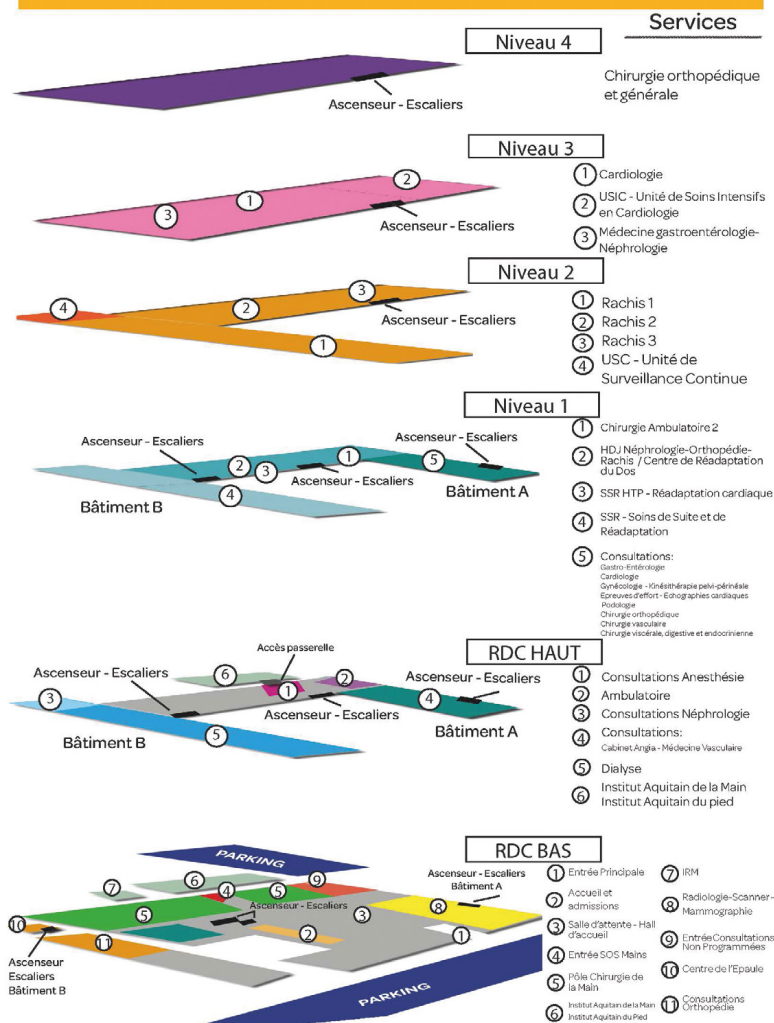 Services
Niveau 4
Chirurgie orthopédique
et générale
Ascenseur - Escaliers
Niveau 3
1 Cardiologie
2 USIC - Unité de Soins Intensifs
en Cardiologie
3 Médecine gastroentérologie-
Néphrologie
2
1
3
Ascenseur - Escaliers
Niveau 2
1 Rachis 1
2 Rachis 2
3 Rachis 3
4 USC - Unité de
Surveillance Continue
3
4
2
Ascenseur - Escaliers
1
Niveau 1
1 Chirurgie Ambulatoire 2
2 HDJ Néphrologie-Orthopédie-
Rachis / Centre de Réadaptation
du Dos
3 SSR HTP - Réadaptation cardiaque
4 SSR - Soins de Suite et de
Réadaptation
5 Consultations:
Gastro-Entérologie
Cardiologie
Gynécologie - Kinésithérapie pelvi-périnéale
Epreuves d'effort - Echographies cardiaques
Podologie
Chirurgie orthopédique
Chirurgie vasculaire
Chirurgie viscérale, digestive et endocrinienne
Ascenseur - Escaliers
Ascenseur - Escaliers
1
5
2
3
Ascenseur - Escaliers
4
Bâtiment B
Bâtiment A
RDC HAUT
1 Consultations Anesthésie
2 Ambulatoire
3 Consultations Néphrologie
4 Consultations:
Cabinet Angia - Médecine Vasculaire
5 Dialyse
6 Institut Aquitain de la Main
Institut Aquitain du pied
Accès passerelle
Ascenseur - Escaliers
6
2
Ascenseur - Escaliers
1
3
4
Ascenseur - Escaliers
Bâtiment B
5
Bâtiment A
RDC BAS
1 Entrée Principale
2 Accueil et
admissions
3 Salle d'attente - Hall
d'accueil
4 Entrée SOS Mains
5 Pôle Chirurgie de
la Main
6 Institut Aquitain de la Main
Institut Aquitain du Pied
7 IRM
8 Radiologie-Scanner-
Mammographie
9 Entrée Consultations
Non Programmées
10 Centre de l'Epaule
11 Consultations
Orthopédie
PARKING
Ascenseur - Escaliers
Bâtiment A
6
9
7
4
5
8
Ascenseur - Escaliers
5
3
10
2
1
11
Ascenseur
Escaliers
Bâtiment B
PARKING